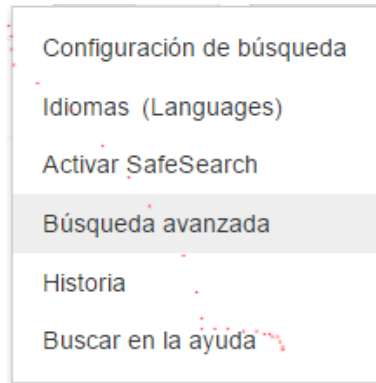 Configuración de búsqueda
Idiomas (Languages)
Activar SafeSearch
Búsqueda avanzada
Historia
Buscar en la ayuda